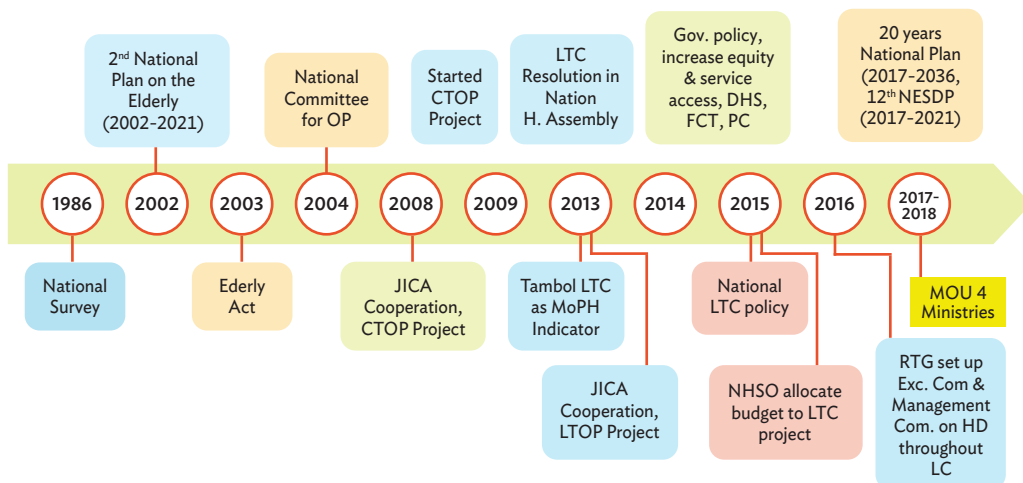 2nd National
Plan on the
Elderly
(2002-2021)
National
Committee
for OP
Started
CTOP
Project
LTC
Resolution in
Nation
H. Assembly
Gov. policy,
increase equity
& service
access, DHS,
FCT, PC
20 years
National Plan
(2017-2036,
12th NESDP
(2017-2021)
1986
2002
2003
2004
2008
2009
2013
2014
2015
2016
2017-
2018
National
Survey
Ederly
Act
JICA
Cooperation,
CTOP Project
Tambol LTC
as MoPH
Indicator
National
LTC policy
MOU 4
Ministries
JICA
Cooperation,
LTOP Project
NHSO allocate
budget to LTC
project
RTG set up
Exc. Com &
Management
Com. on HD
throughout
LC